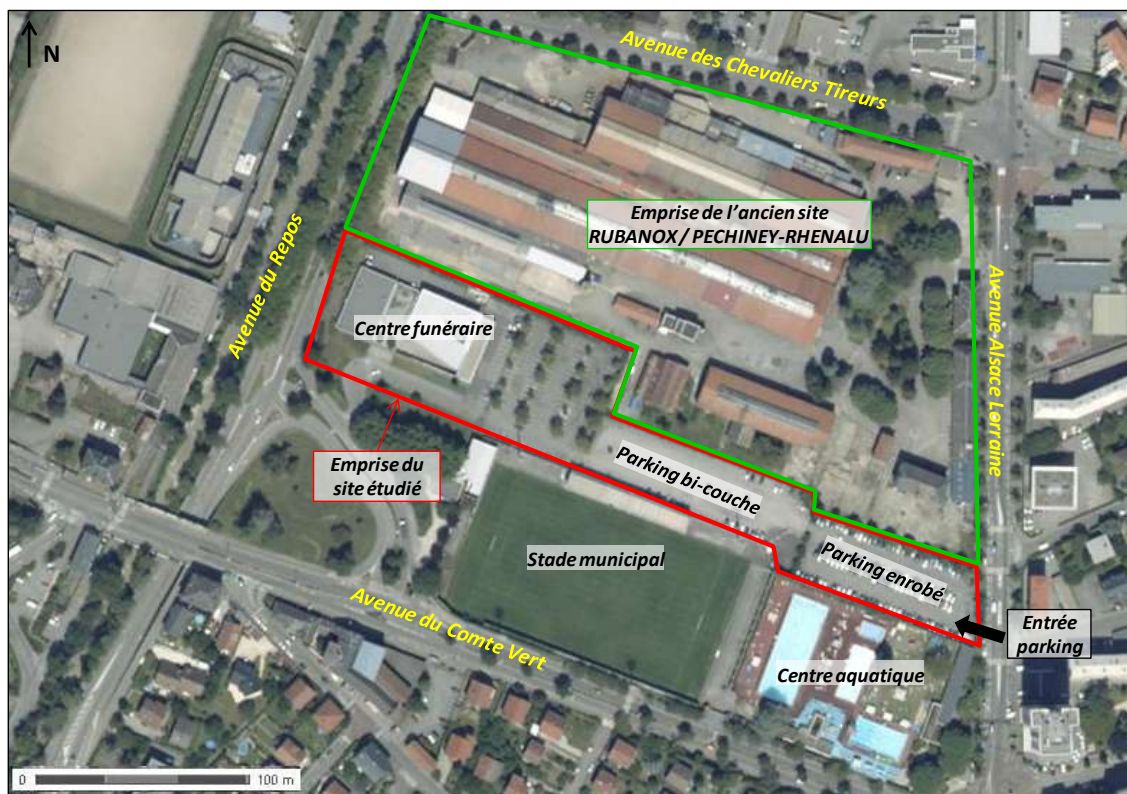 N
Avenue des Chevaliers Tireurs
Emprise de l'ancien site
RUBANOX/ PECHINEY-RHENALU
Avenue du Repos
Avenue-Alsace Lorraine
Centre funéraire
Emprise du
site étudié
Parking bi-couche
Parking enrobé
Stade municipal
Entrée
parking
Avenue du Comte Vert
Centre aquatique
0 100 m